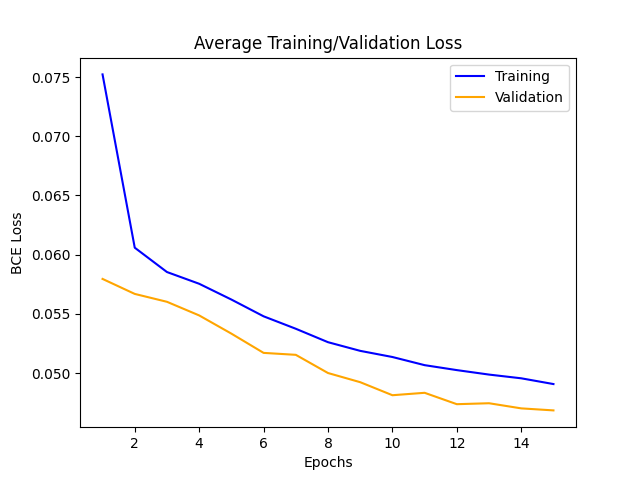 Average Training/Validation Loss
Training
Validation
0.075
0.070
0.065
0.060
0.055
0.050
BCE Loss
2 4 6 8 10 12 14
Epochs